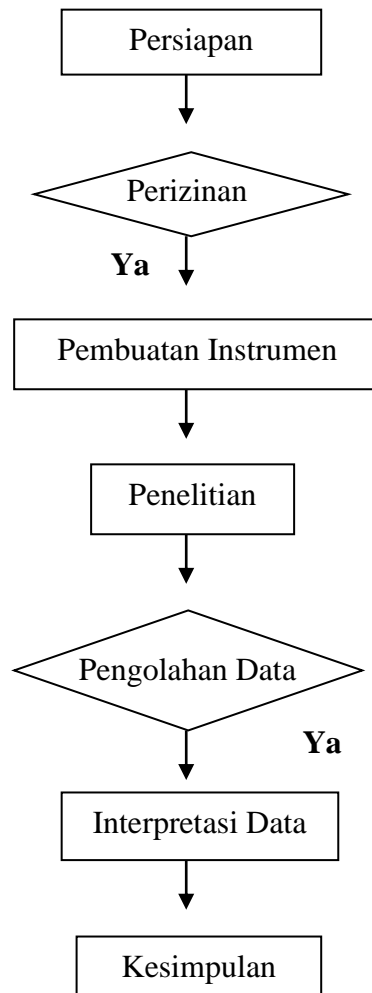 Persiapan
Perizinan
Ya
Pembuatan Instrumen
Penelitian
Pengolahan Data
Ya
Interpretasi Data
Kesimpulan